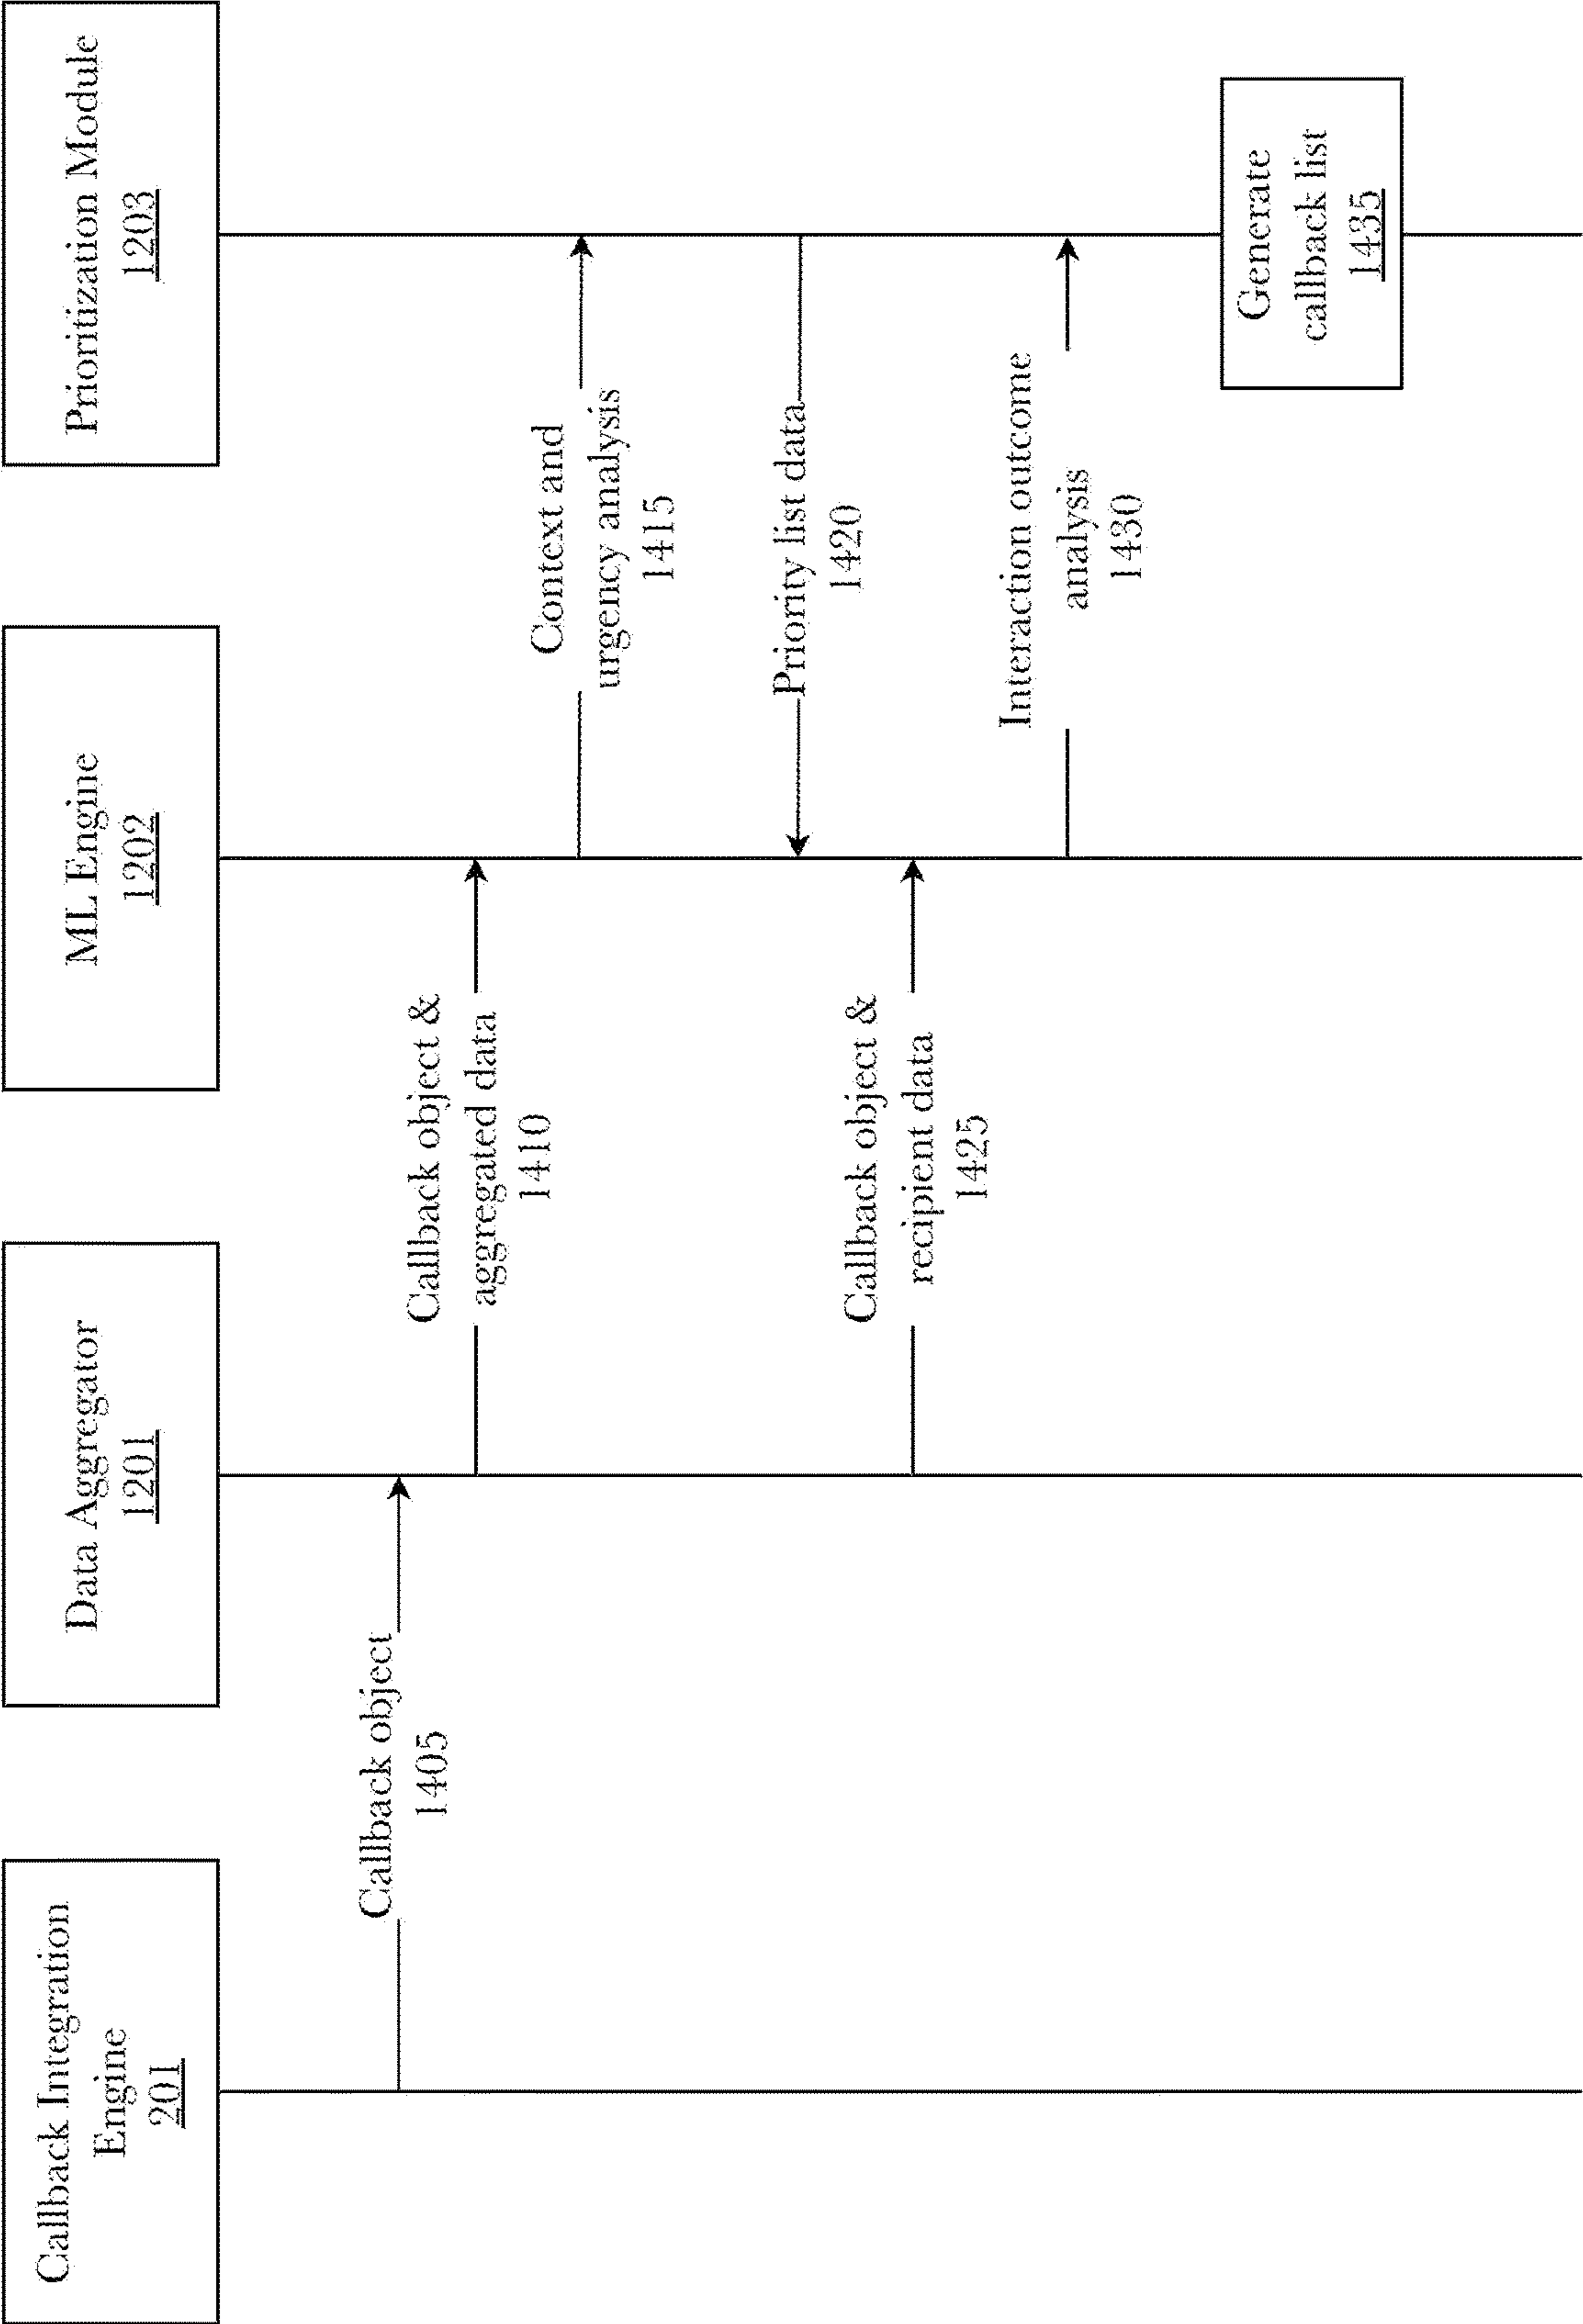 Callback Integration
Engine
201
Data Aggregator
1201
ML Engine
1202
Prioritization Module
1203
Callback object
1405
Callback object &
aggregated data
1410
Context and
urgency analysis
1415
Priority list data
1420
Callback object &
recipient data
1425
Interaction outcome
analysis
1430
Generate
callback list
1435